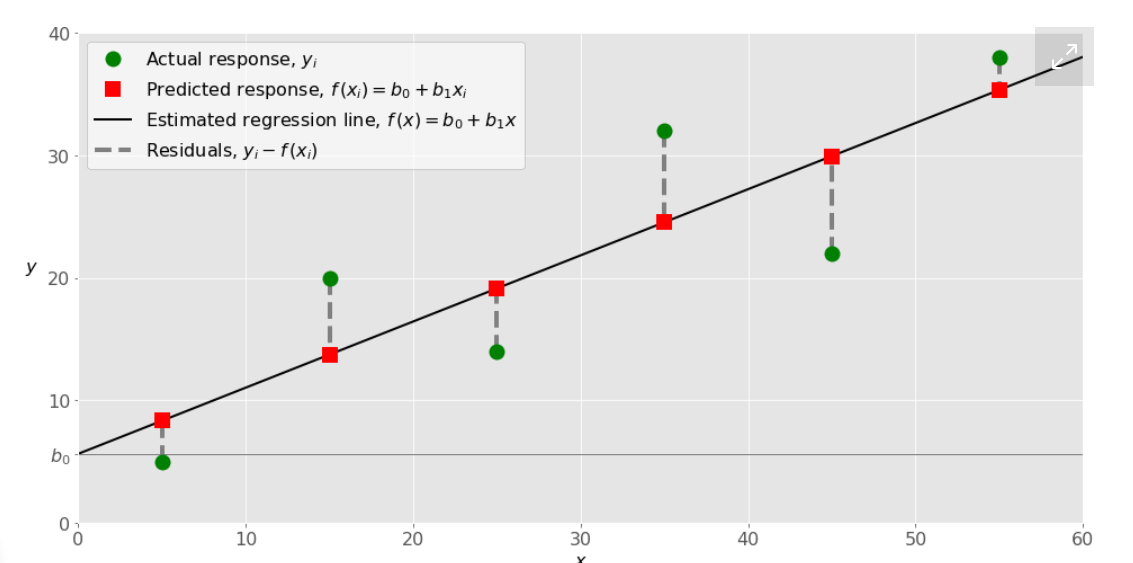 40
Actual response, yᵢ
Predicted response, f(xᵢ) = b₀ + b₁xᵢ
Estimated regression line, f(x) = b₀ + b₁x
Residuals, yᵢ − f(xᵢ)
30
y
20
10
b₀
0
0 10 20 30 40 50 60
x